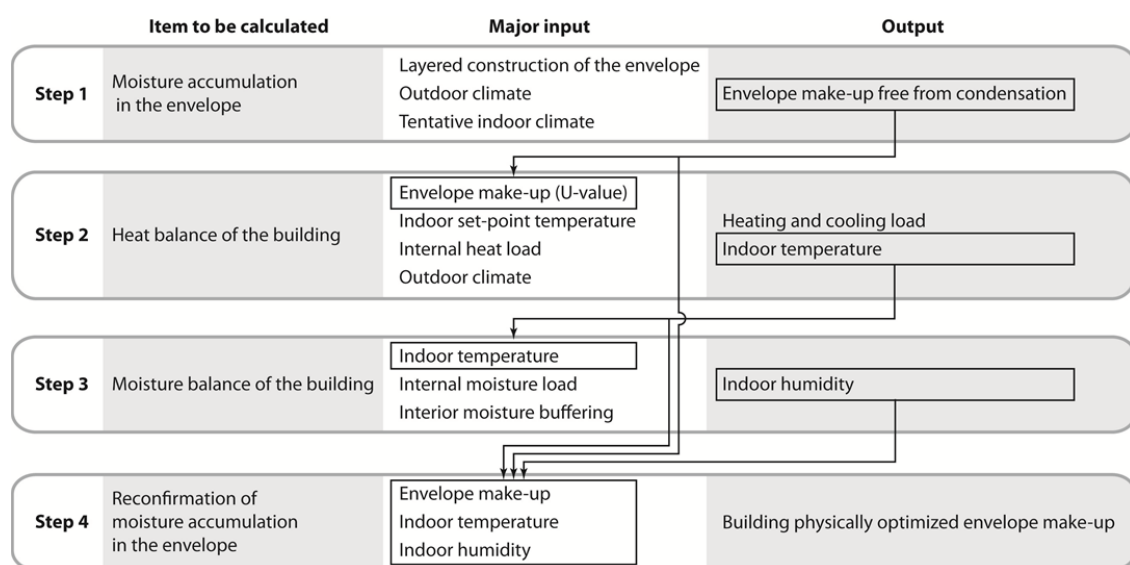 Item to be calculated
Major input
Output
Step 1
Moisture accumulation
in the envelope
Layered construction of the envelope
Outdoor climate
Tentative indoor climate
Envelope make-up free from condensation
Step 2
Heat balance of the building
Envelope make-up (U-value)
Indoor set-point temperature
Internal heat load
Outdoor climate
Heating and cooling load
Indoor temperature
Step 3
Moisture balance of the building
Indoor temperature
Internal moisture load
Interior moisture buffering
Indoor humidity
Step 4
Reconfirmation of
moisture accumulation
in the envelope
Envelope make-up
Indoor temperature
Indoor humidity
Building physically optimized envelope make-up